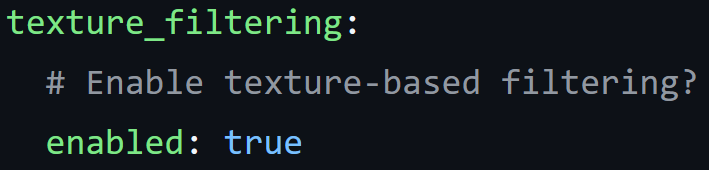 texture_filtering:
  # Enable texture-based filtering?
  enabled: true